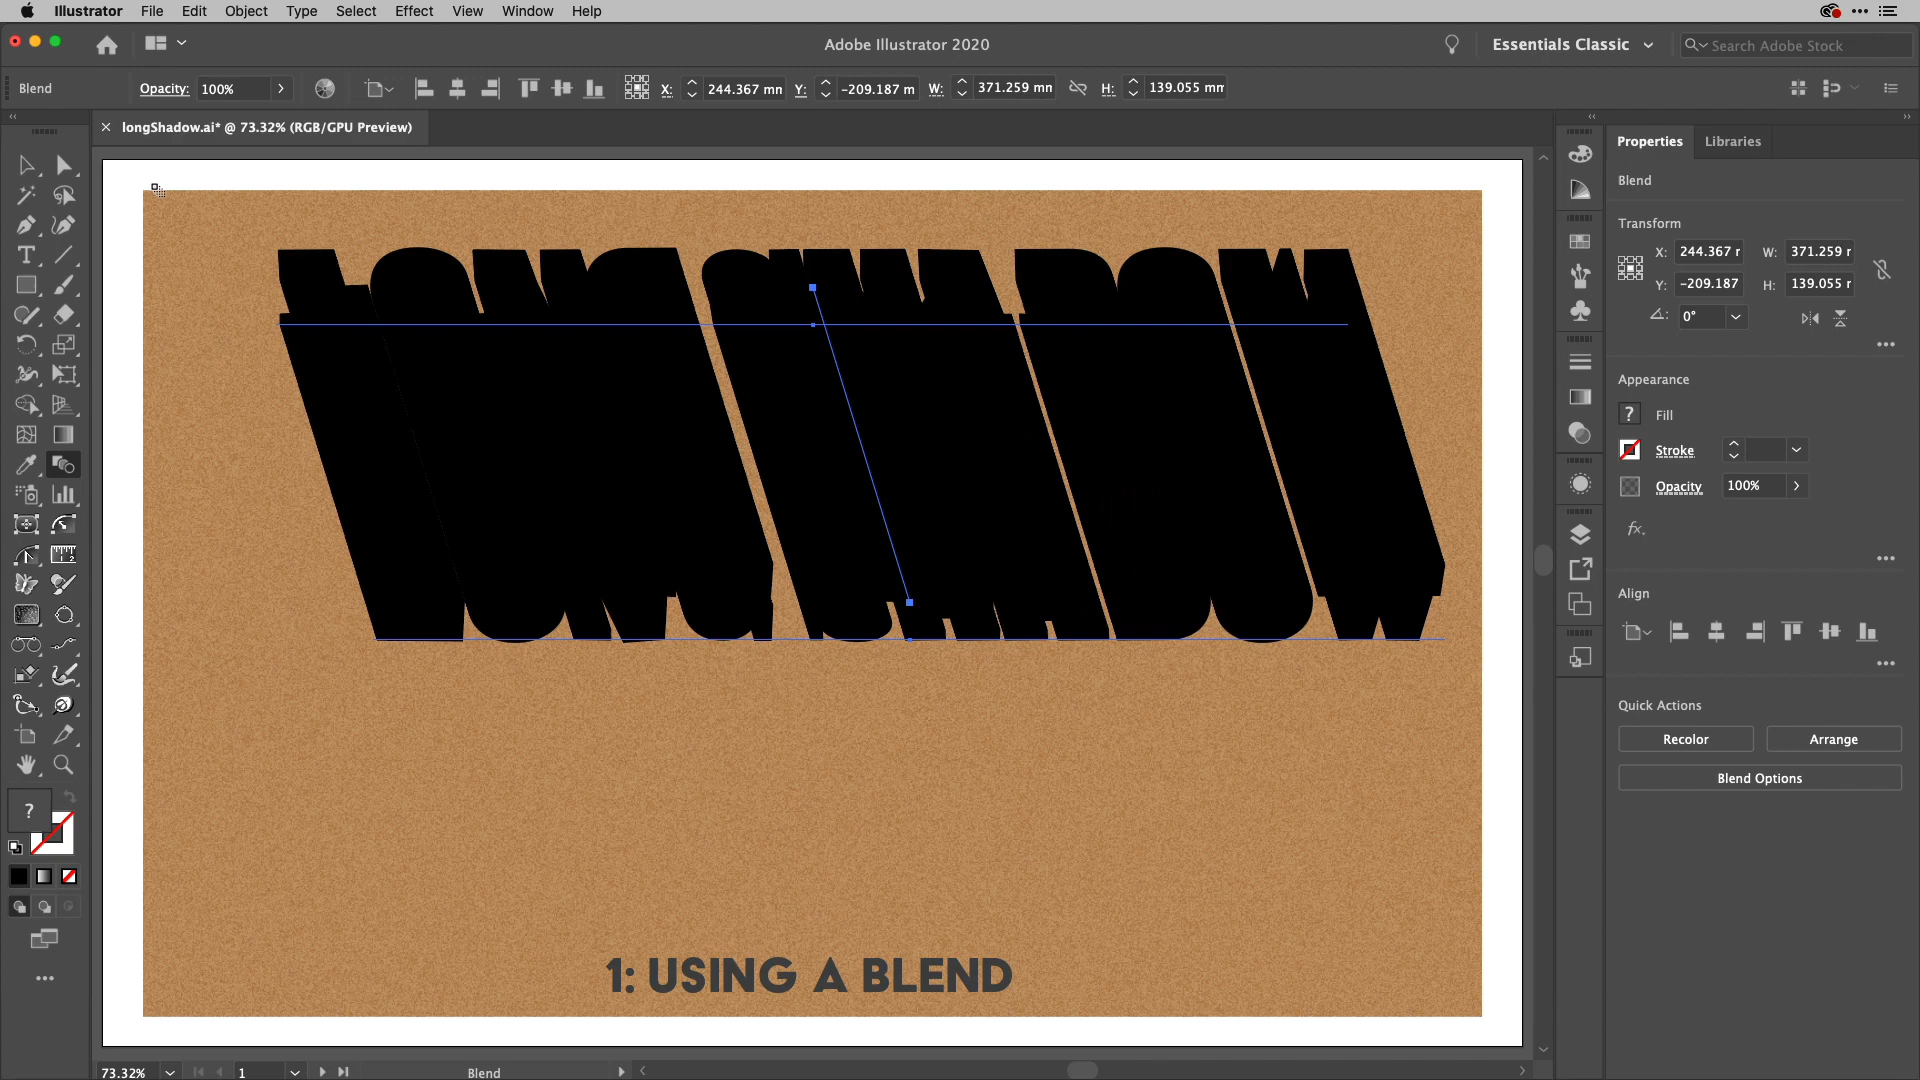 Illustrator File Edit Object Type Select Effect View Window Help
Adobe Illustrator 2020
Essentials Classic
Search Adobe Stock
Blend
Opacity: 100%
X: 244.367 mn
Y: -209.187 m
W: 371.259 mn
H: 139.055 mm
longShadow.ai* @ 73.32% (RGB/GPU Preview)
Properties
Libraries
Blend
Transform
X: 244.367 r
W: 371.259 r
Y: -209.187
H: 139.055 r
0°
Appearance
? Fill
Stroke
Opacity 100%
fx.
Align
Quick Actions
Recolor
Arrange
Blend Options
?
1: USING A BLEND
73.32%
1
Blend